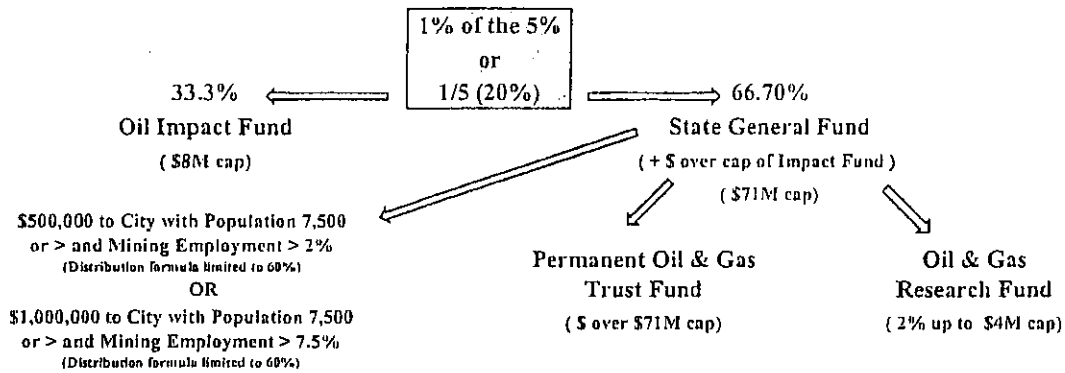 1% of the 5%
or
1/5 (20%)
33.3%
Oil Impact Fund
( $8M cap)
66.70%
State General Fund
( + $ over cap of Impact Fund )
( $71M cap)
$500,000 to City with Population 7,500
or > and Mining Employment > 2%
(Distribution formula limited to 60%)
OR
$1,000,000 to City with Population 7,500
or > and Mining Employment > 7.5%
(Distribution formula limited to 60%)
Permanent Oil & Gas
Trust Fund
( $ over $71M cap)
Oil & Gas
Research Fund
( 2% up to $4M cap)